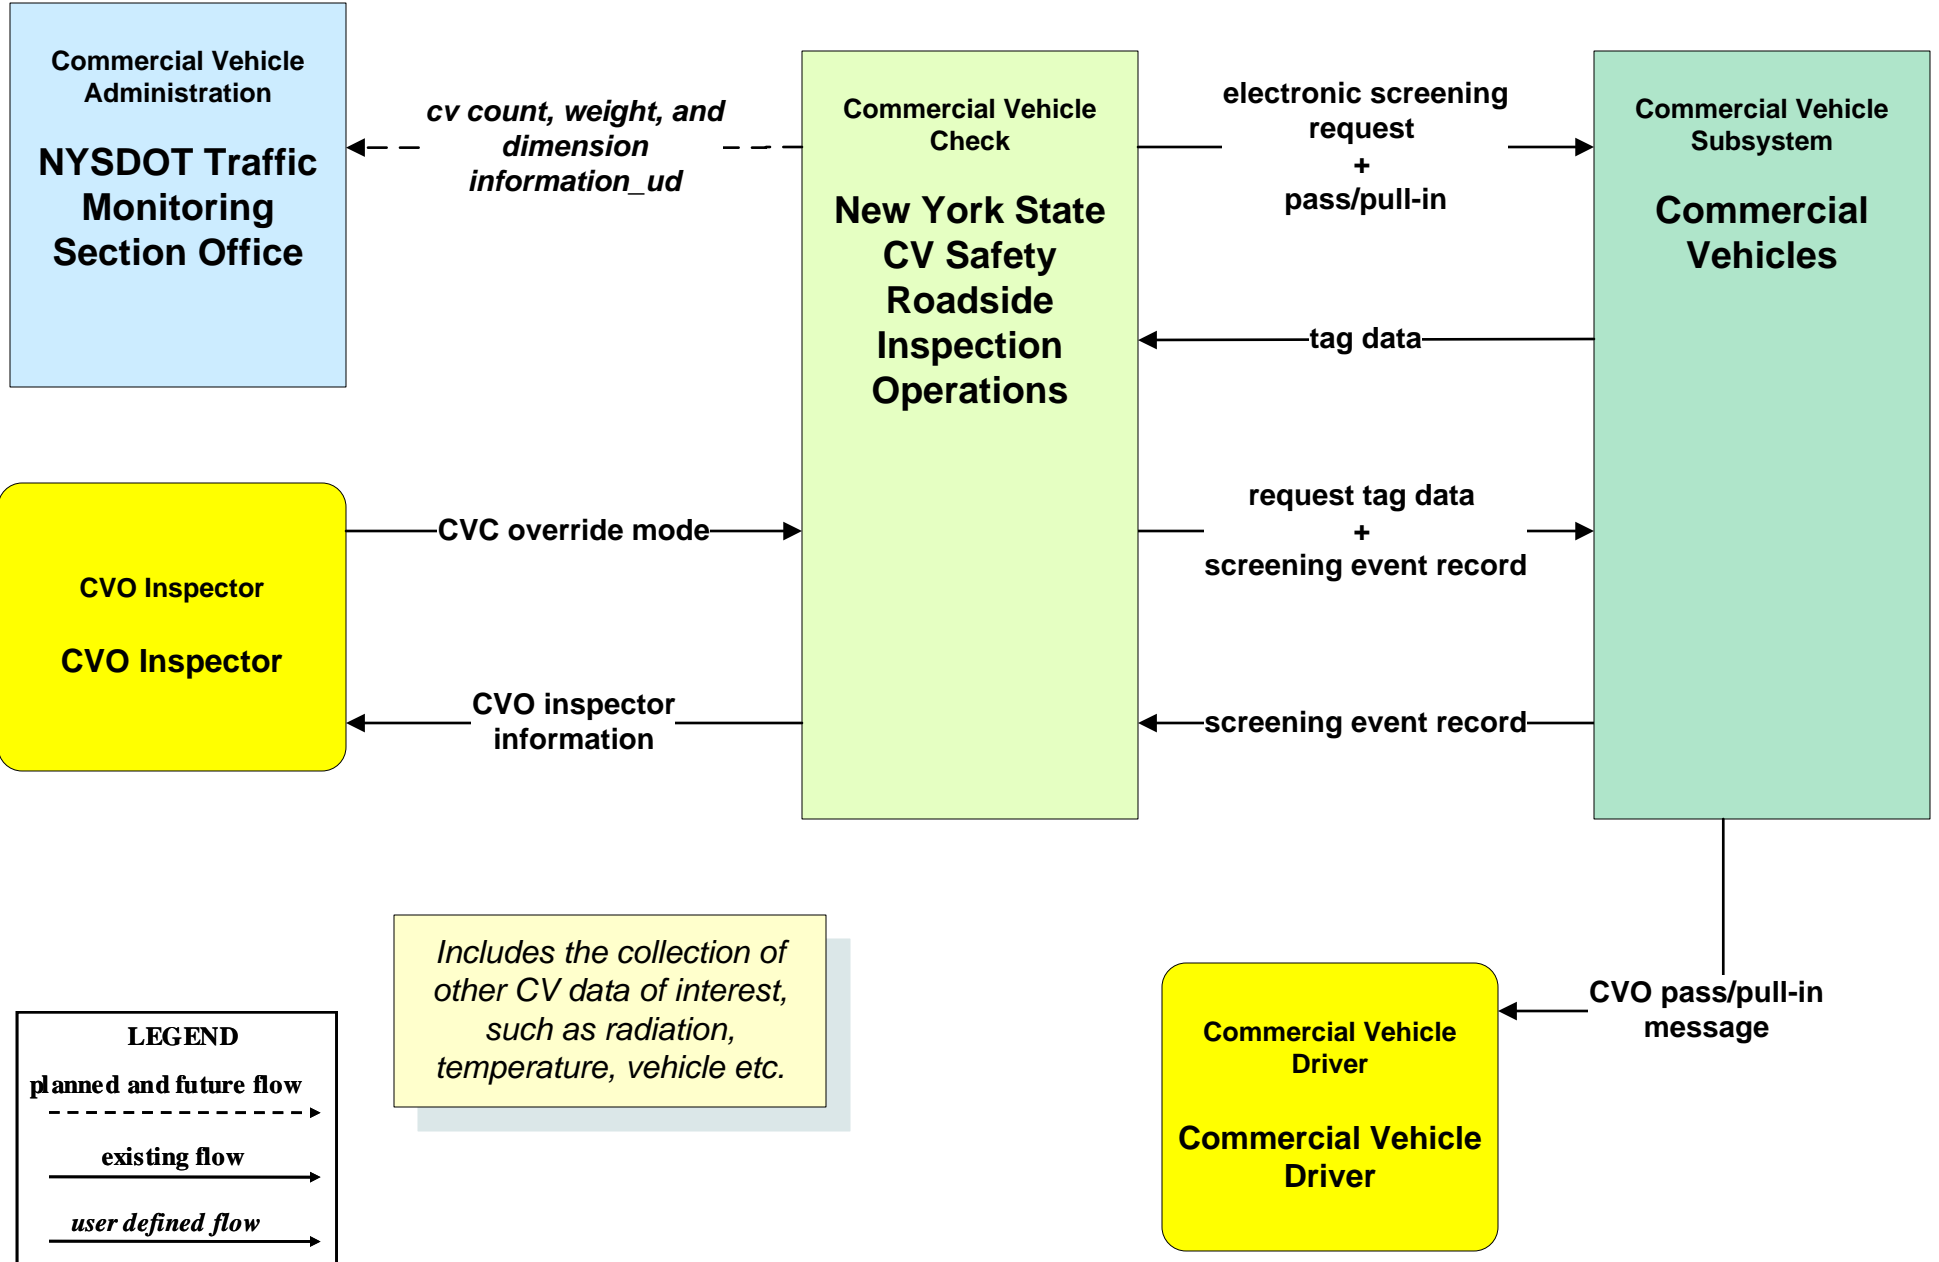 Commercial Vehicle
Administration
NYSDOT Traffic
Monitoring
Section Office
cv count, weight, and
dimension
information_ud
Commercial Vehicle
Check
New York State
CV Safety
Roadside
Inspection
Operations
electronic screening
request
+
pass/pull-in
Commercial Vehicle
Subsystem
Commercial
Vehicles
tag data
CVO Inspector
CVO Inspector
CVC override mode
request tag data
+
screening event record
CVO inspector
information
screening event record
CVO pass/pull-in
message
Includes the collection of
other CV data of interest,
such as radiation,
temperature, vehicle etc.
Commercial Vehicle
Driver
Commercial Vehicle
Driver
LEGEND
planned and future flow
existing flow
user defined flow